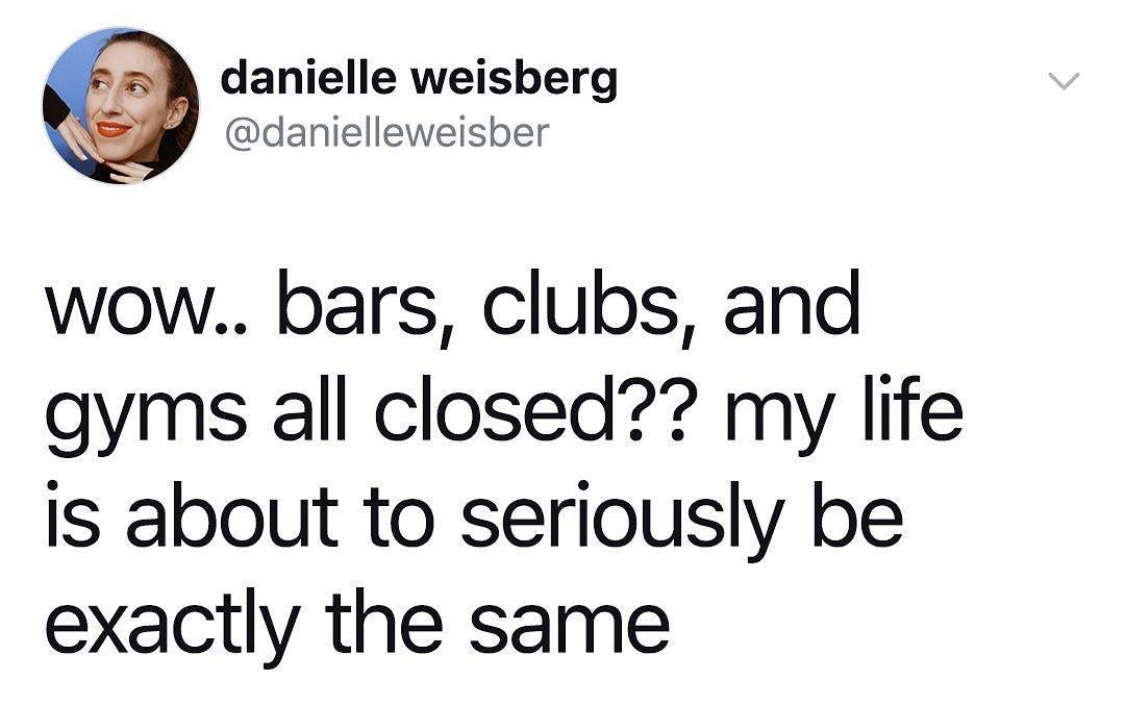 danielle weisberg
@danielleweisber
wow.. bars, clubs, and
gyms all closed?? my life
is about to seriously be
exactly the same